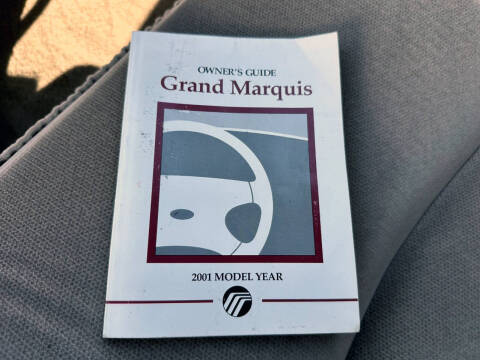 OWNER'S GUIDE
Grand Marquis
2001 MODEL YEAR